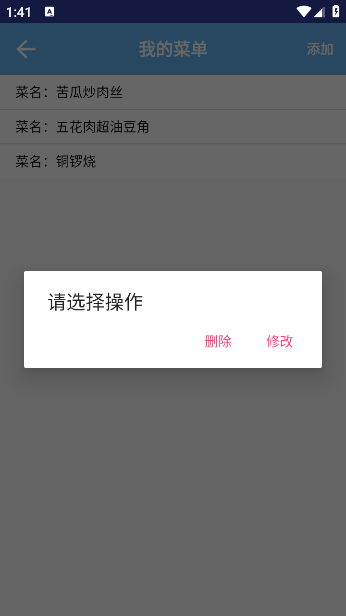 1:41 A
我的菜单 添加
菜名：苦瓜炒肉丝
菜名：五花肉超油豆角
菜名：铜锣烧
请选择操作
删除 修改